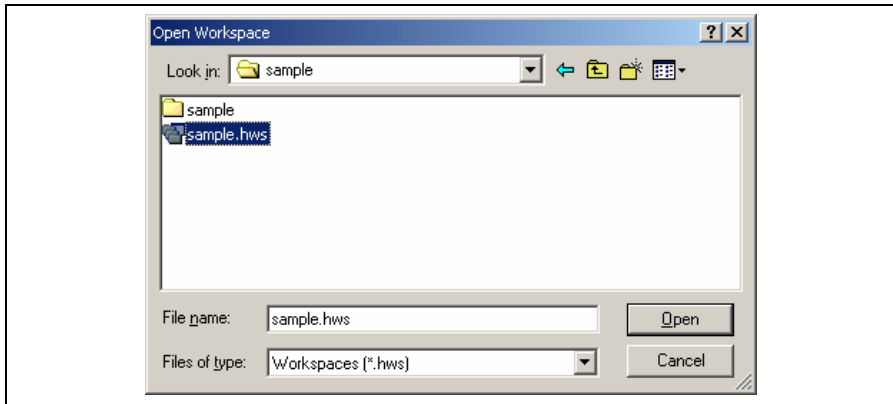 Open Workspace
Look in: sample
sample
sample.hws
File name: sample.hws
Open
Files of type: Workspaces (*.hws)
Cancel